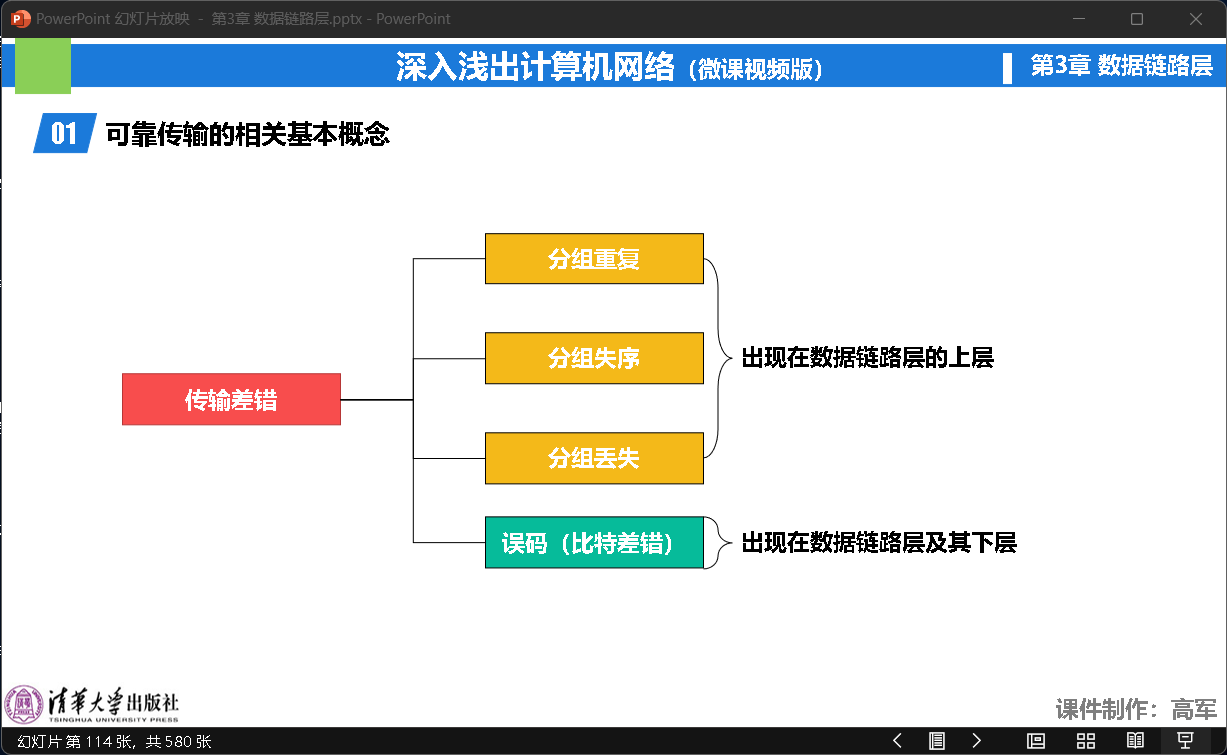 PowerPoint 幻灯片放映 - 第3章 数据链路层.pptx - PowerPoint
深入浅出计算机网络（微课视频版）
第3章 数据链路层
01 可靠传输的相关基本概念
分组重复
分组失序
出现在数据链路层的上层
传输差错
分组丢失
误码（比特差错）
出现在数据链路层及其下层
清华大学出版社
TSINGHUA UNIVERSITY PRESS
课件制作：高军
幻灯片 第 114 张，共 580 张